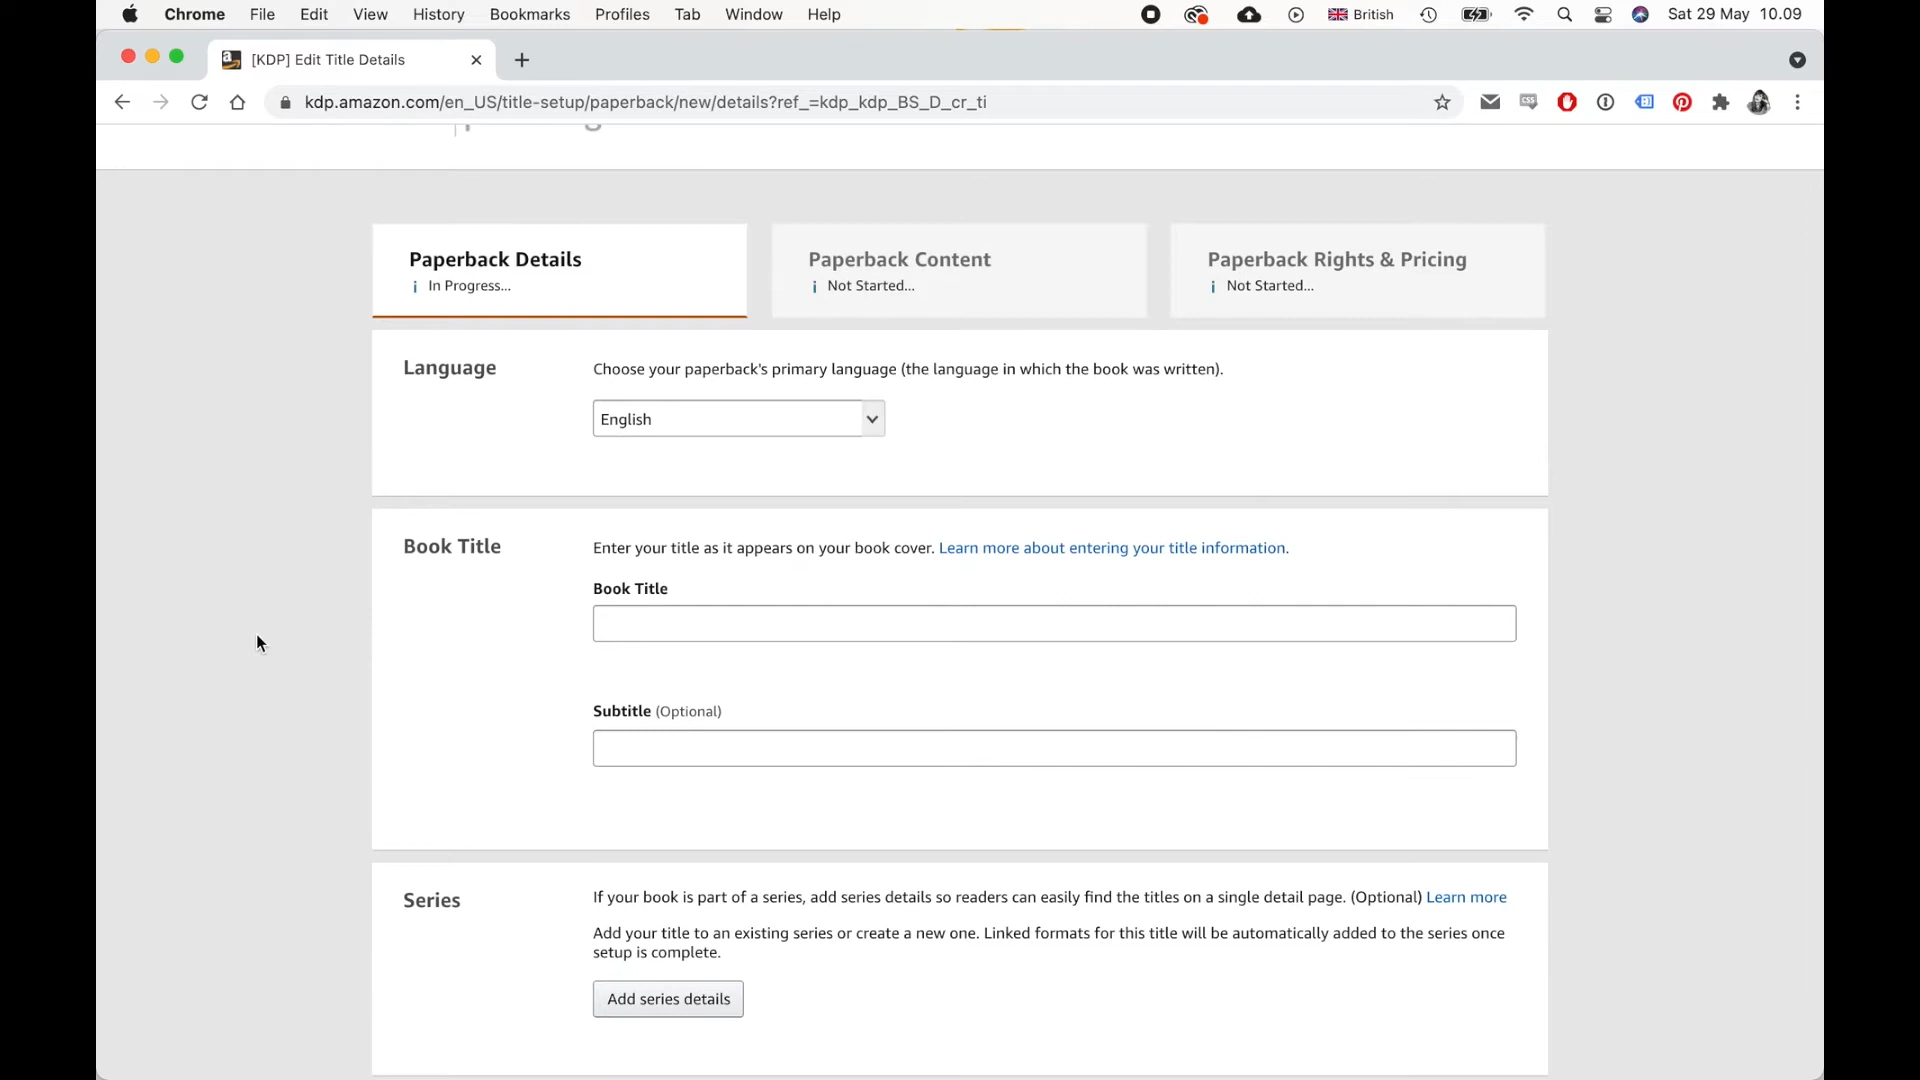 Chrome File Edit View History Bookmarks Profiles Tab Window Help British Sat 29 May 10.09
[KDP] Edit Title Details
kdp.amazon.com/en_US/title-setup/paperback/new/details?ref_=kdp_kdp_BS_D_cr_ti
Paperback Details
In Progress...
Paperback Content
Not Started...
Paperback Rights & Pricing
Not Started...
Language
Choose your paperback's primary language (the language in which the book was written).
English
Book Title
Enter your title as it appears on your book cover. Learn more about entering your title information.
Book Title
Subtitle (Optional)
Series
If your book is part of a series, add series details so readers can easily find the titles on a single detail page. (Optional) Learn more
Add your title to an existing series or create a new one. Linked formats for this title will be automatically added to the series once
setup is complete.
Add series details